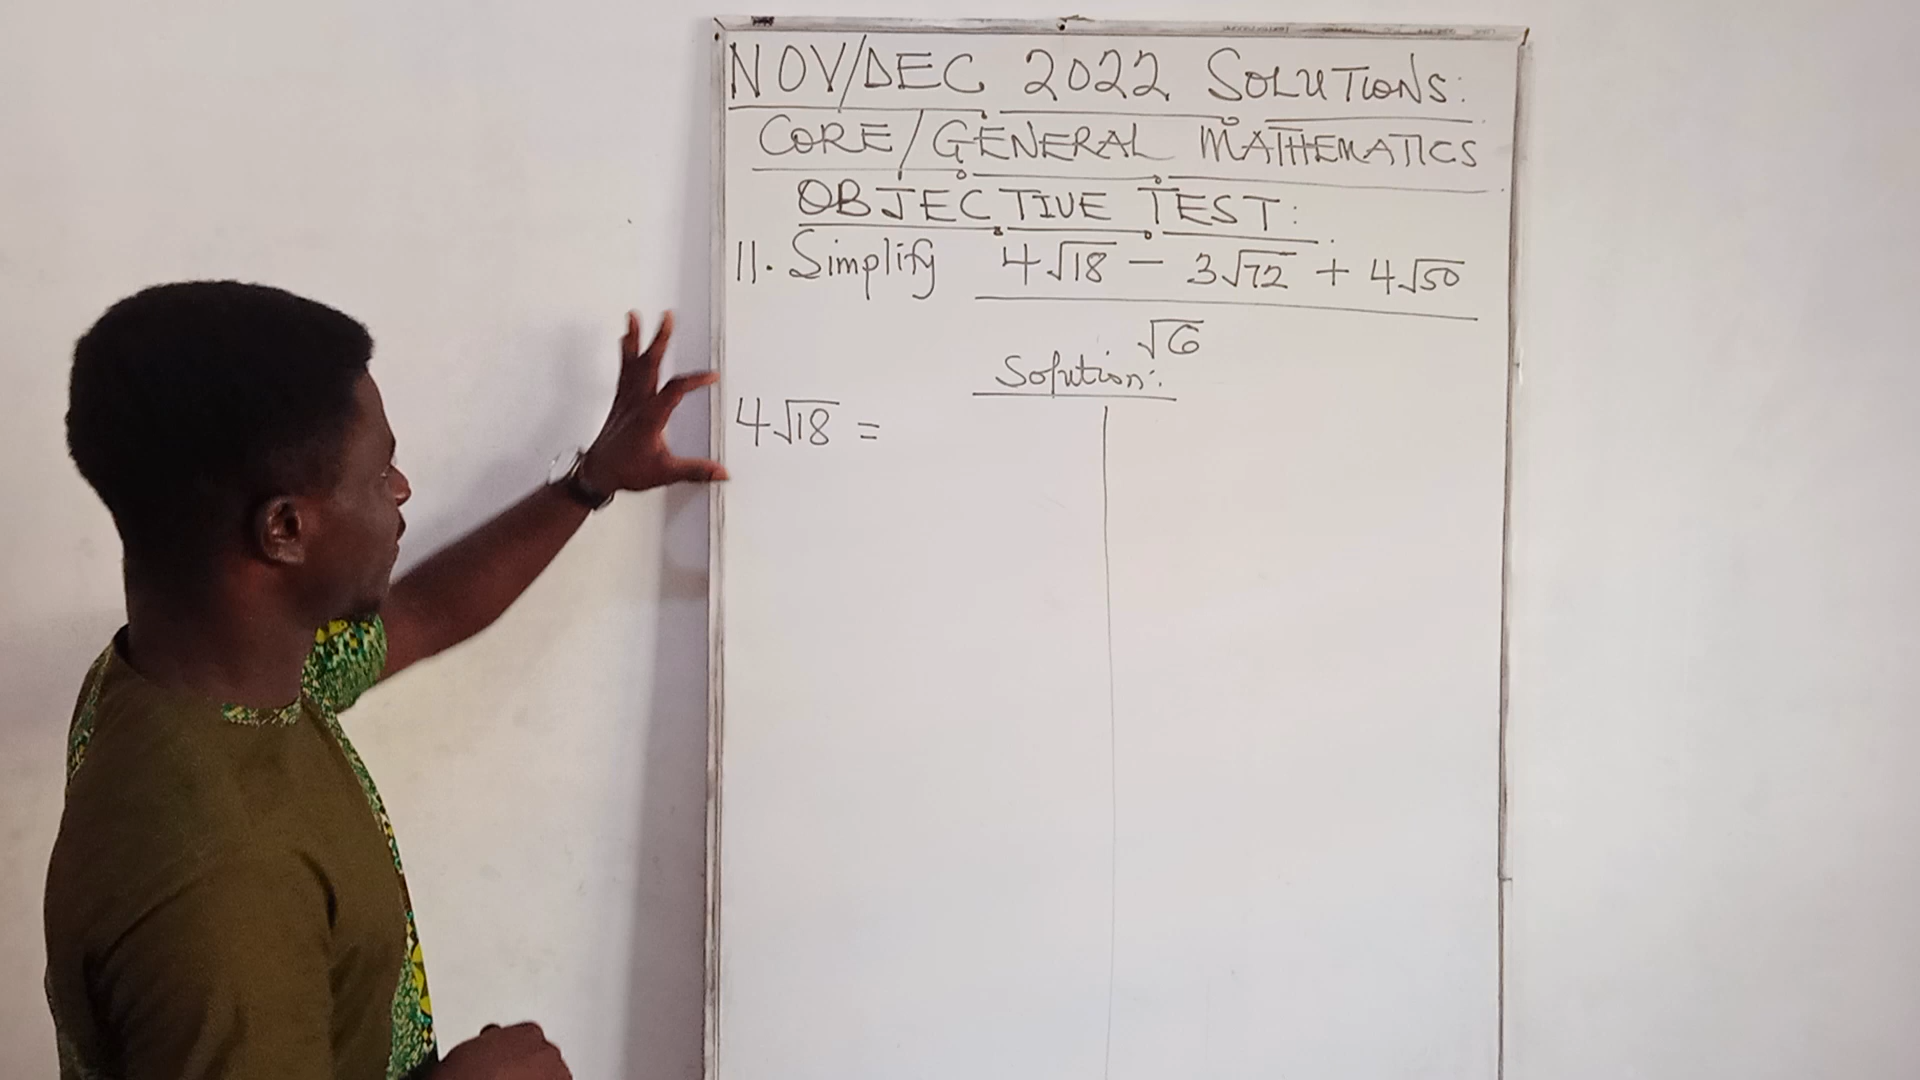 NOV/DEC 2022 SOLUTIONS:
CORE/GENERAL MATHEMATICS
OBJECTIVE TEST:
11. Simplify 4√18 − 3√72 + 4√50
√6
Solution:
4√18 =